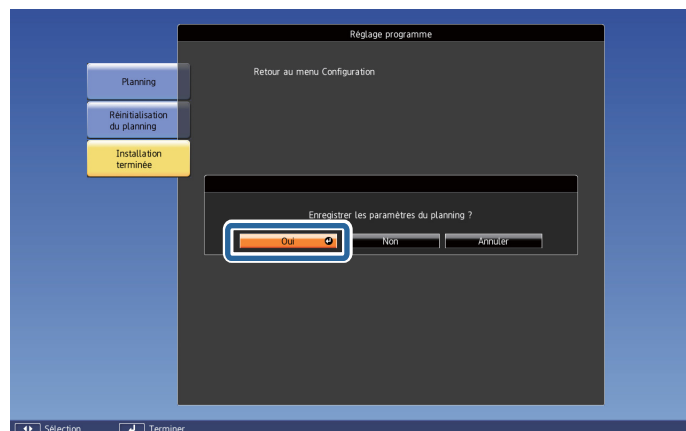 Réglage programme
Retour au menu Configuration
Planning
Réinitialisation
du planning
Installation
terminée
Enregistrer les paramètres du planning ?
Oui
Non
Annuler
Sélection
Terminer